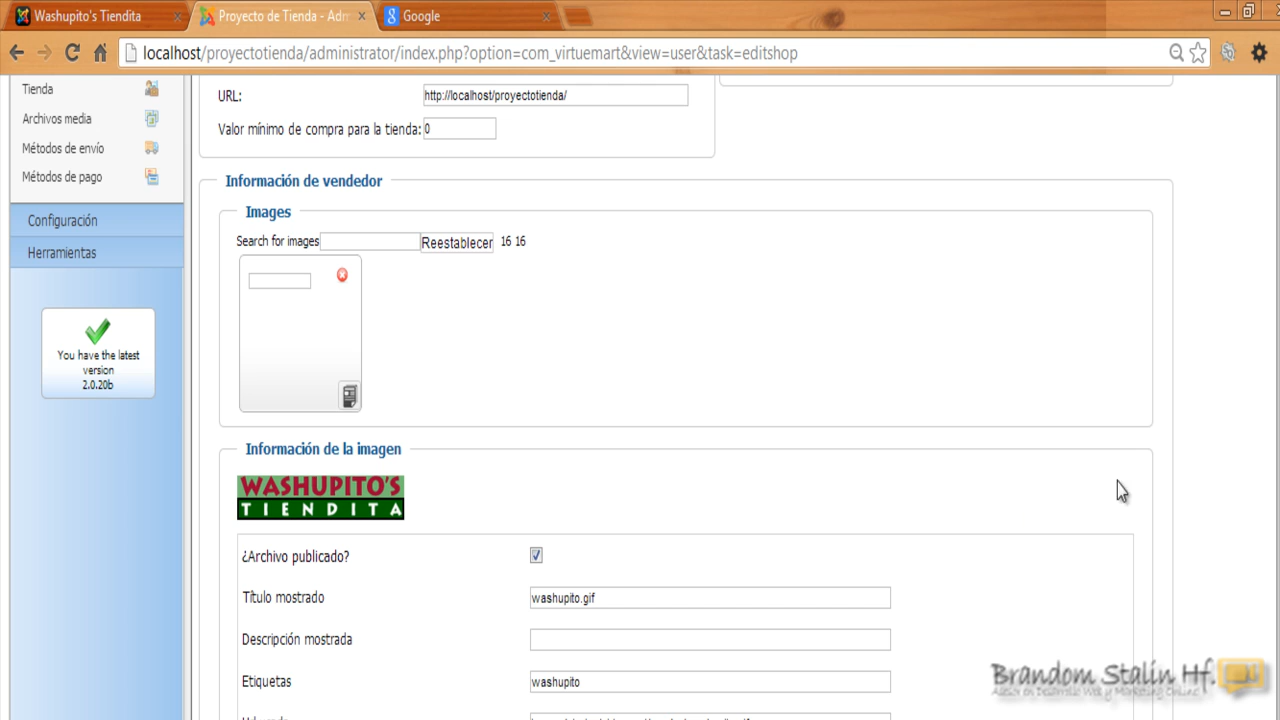 Washupito's Tiendita
Proyecto de Tienda - Adm
Google
localhost/proyectotienda/administrator/index.php?option=com_virtuemart&view=user&task=editshop
Tienda
Archivos media
Métodos de envío
Métodos de pago
Configuración
Herramientas
You have the latest
version
2.0.20b
URL:
http://localhost/proyectotienda/
Valor mínimo de compra para la tienda:
0
Información de vendedor
Images
Search for images
Reestablecer
16 16
Información de la imagen
WASHUPITO'S
TIENDITA
¿Archivo publicado?
Título mostrado
washupito.gif
Descripción mostrada
Etiquetas
washupito
Brandom Stalin Hf.